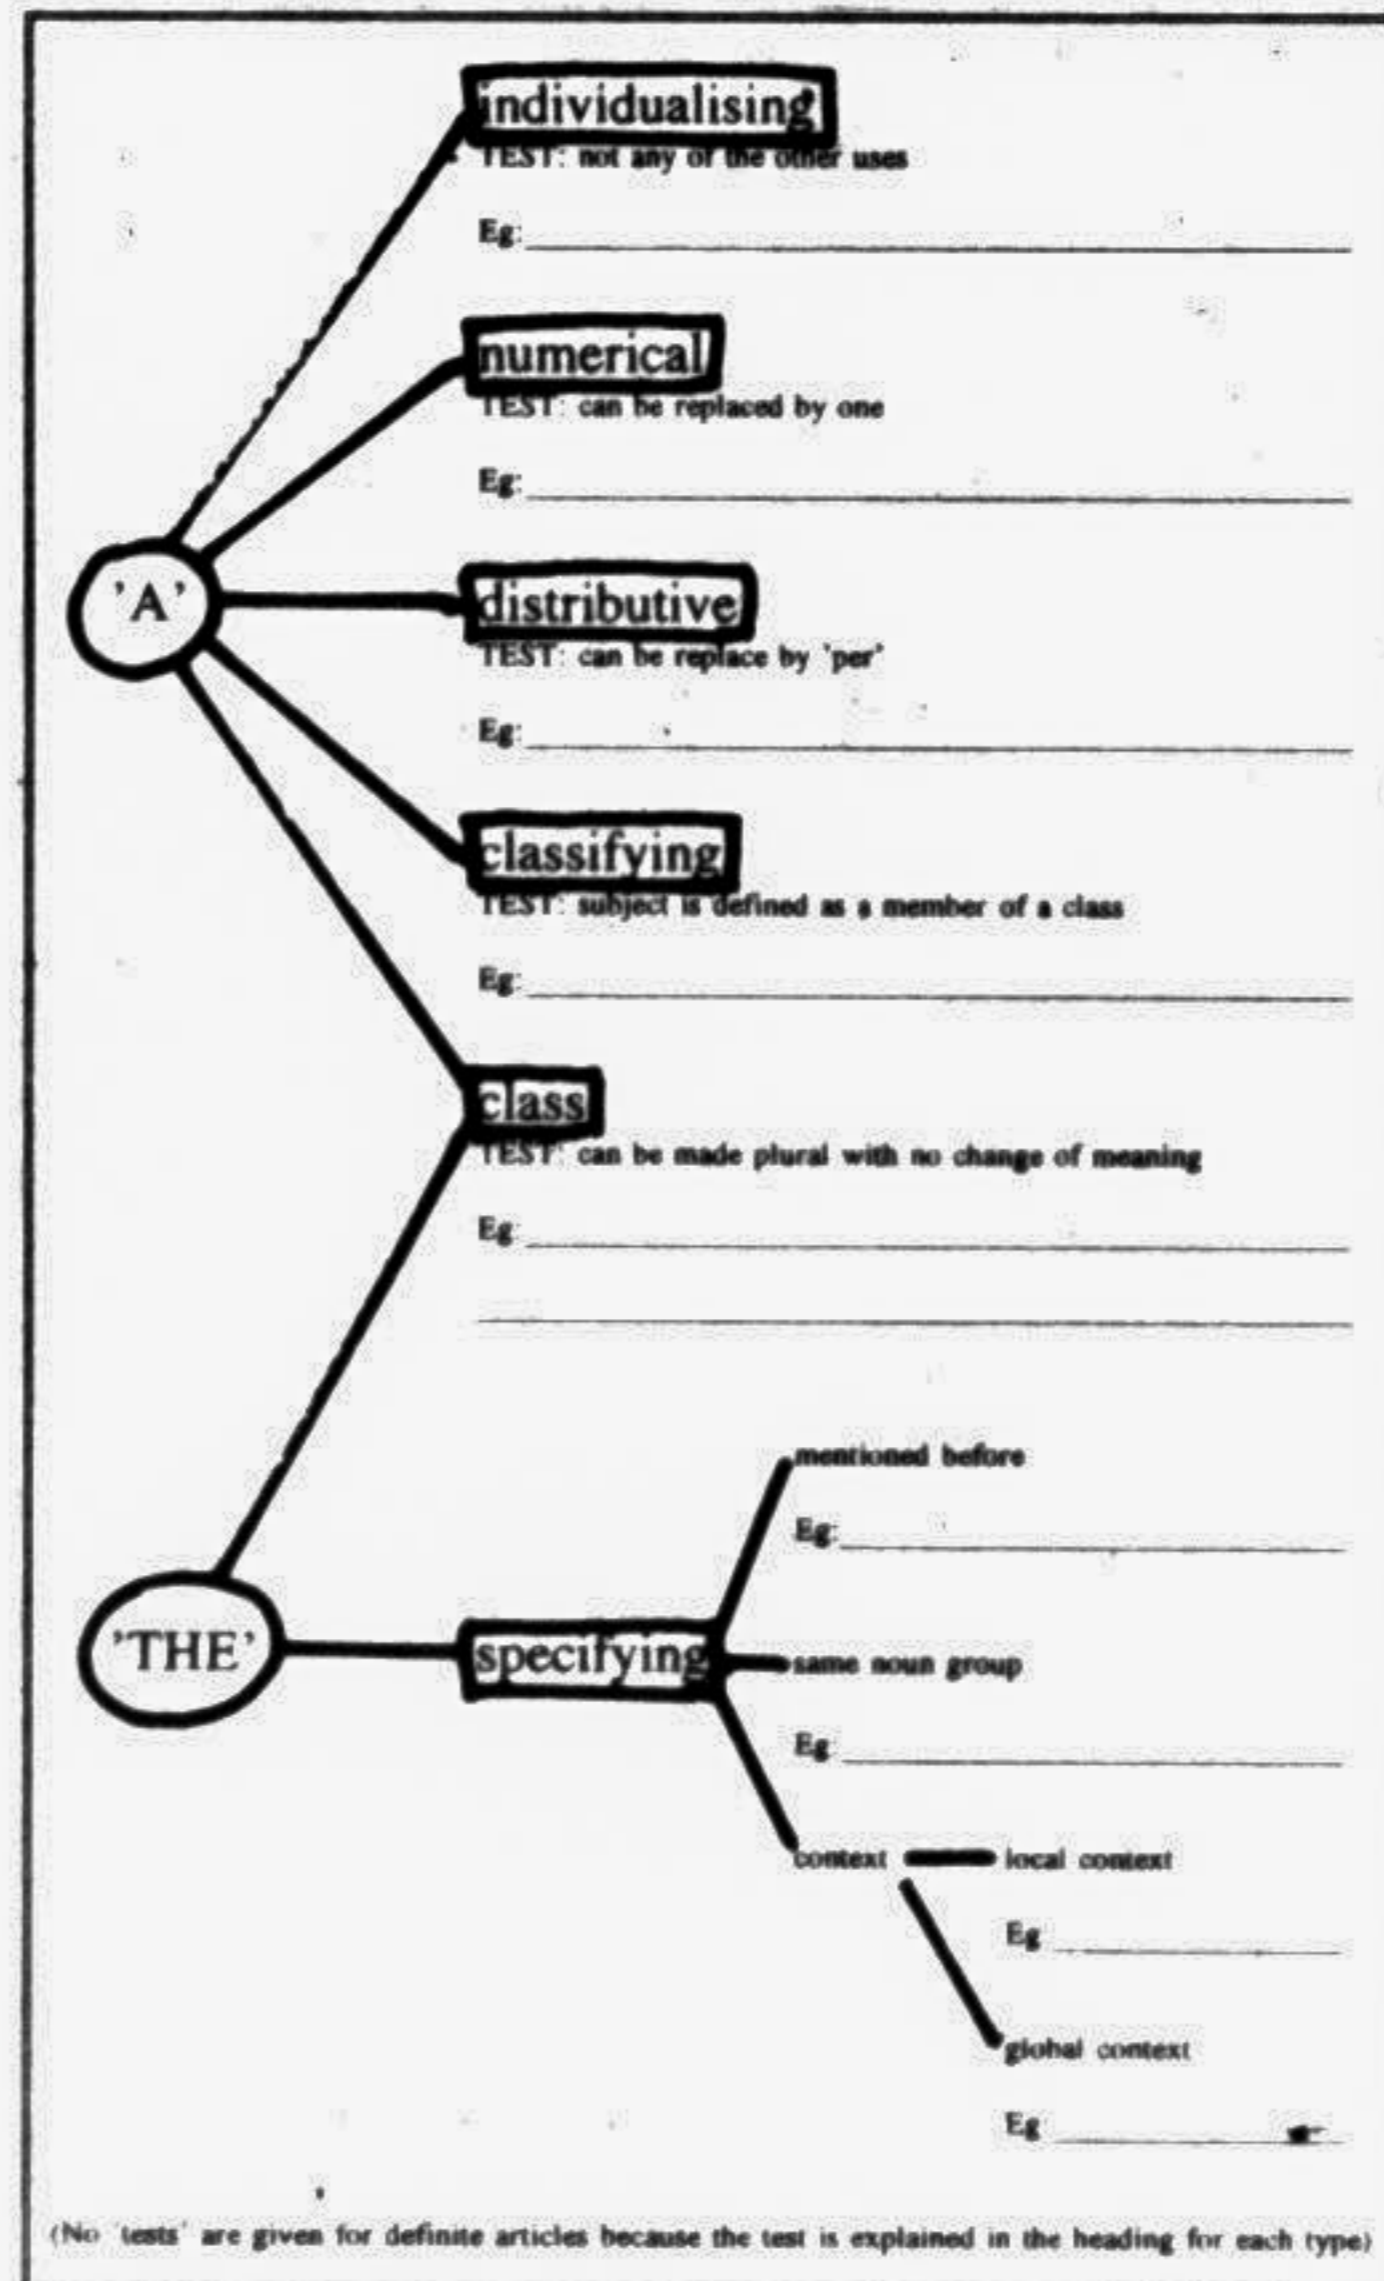 individualising
TEST: not any of the other uses
Eg:
numerical
TEST: can be replaced by one
Eg:
'A'
distributive
TEST: can be replace by 'per'
Eg:
classifying
TEST: subject is defined as a member of a class
Eg:
class
TEST: can be made plural with no change of meaning
Eg:
mentioned before
Eg:
'THE'
specifying
same noun group
Eg
context
local context
Eg
global context
Eg
(No 'tests' are given for definite articles because the test is explained in the heading for each type)